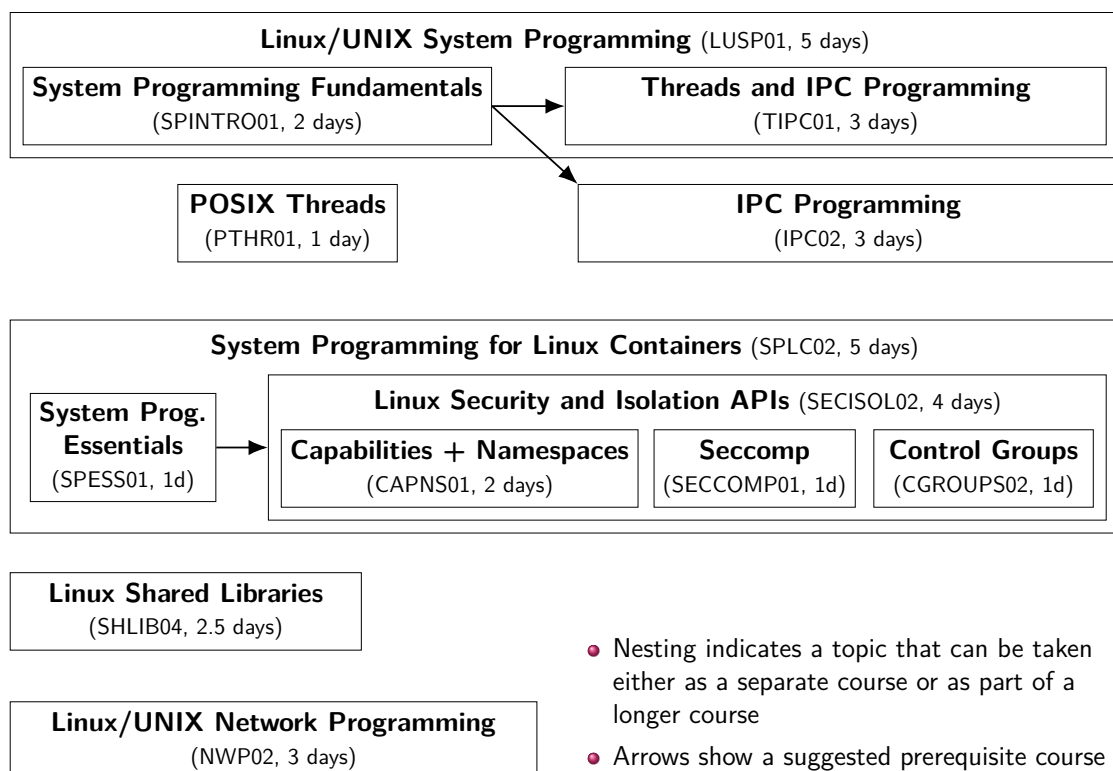 Linux/UNIX System Programming (LUSP01, 5 days)
System Programming Fundamentals
(SPINTRO01, 2 days)
Threads and IPC Programming
(TIPC01, 3 days)
POSIX Threads
(PTHR01, 1 day)
IPC Programming
(IPC02, 3 days)
System Programming for Linux Containers (SPLC02, 5 days)
System Prog.
Essentials
(SPESS01, 1d)
Linux Security and Isolation APIs (SECISOL02, 4 days)
Capabilities + Namespaces
(CAPNS01, 2 days)
Seccomp
(SECCOMP01, 1d)
Control Groups
(CGROUPS02, 1d)
Linux Shared Libraries
(SHLIB04, 2.5 days)
Linux/UNIX Network Programming
(NWP02, 3 days)
Nesting indicates a topic that can be taken
either as a separate course or as part of a
longer course
Arrows show a suggested prerequisite course